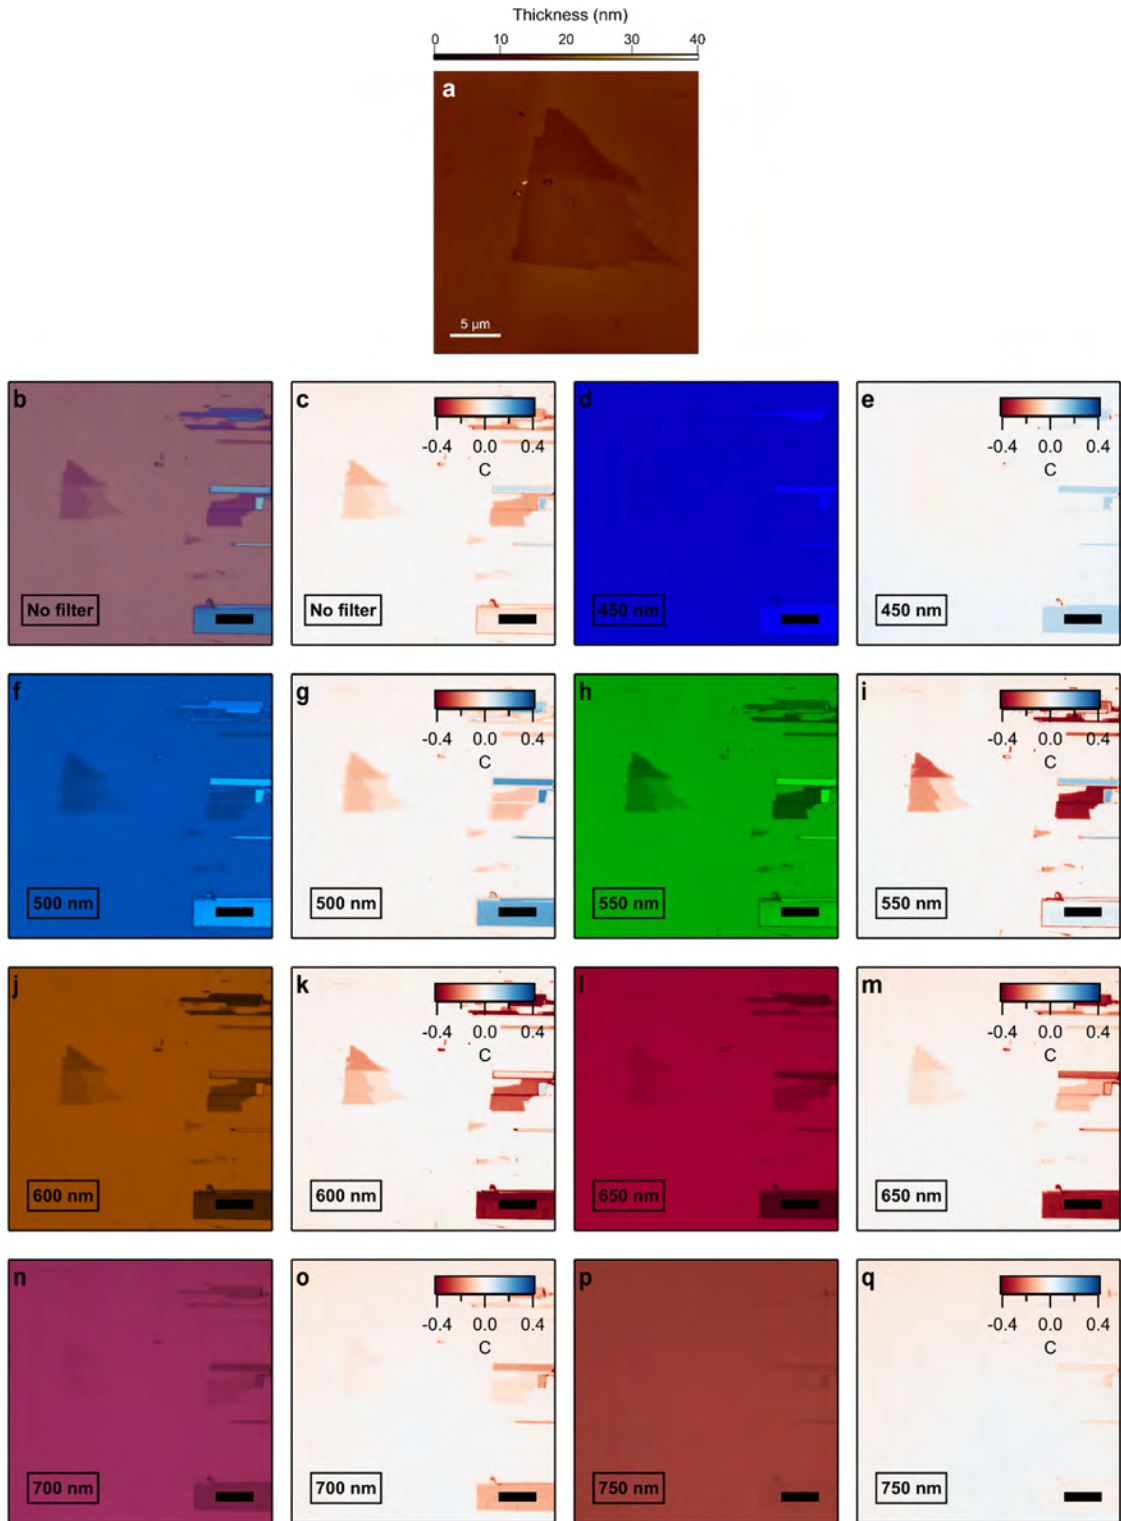 Thickness (nm)
0 10 20 30 40
a
5 µm
b c d e
-0.4 0.0 0.4 -0.4 0.0 0.4
C C
No filter No filter 450 nm 450 nm
f g h i
-0.4 0.0 0.4 -0.4 0.0 0.4
C C
500 nm 500 nm 550 nm 550 nm
j k l m
-0.4 0.0 0.4 -0.4 0.0 0.4
C C
600 nm 600 nm 650 nm 650 nm
n o p q
-0.4 0.0 0.4 -0.4 0.0 0.4
C C
700 nm 700 nm 750 nm 750 nm